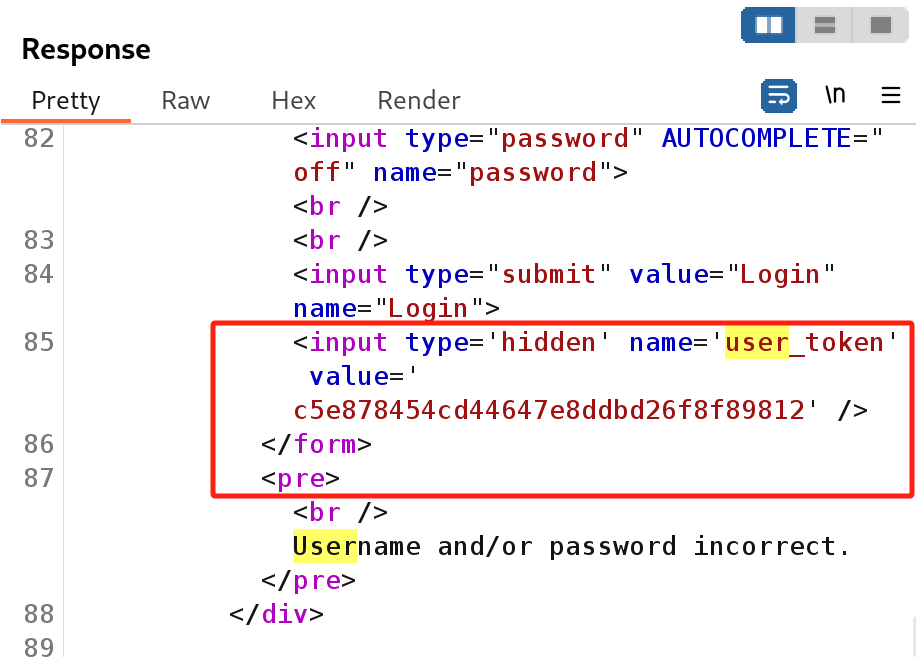 Response
Pretty Raw Hex Render \n
82 <input type="password" AUTOCOMPLETE="
off" name="password">
<br />
83 <br />
84 <input type="submit" value="Login"
name="Login">
85 <input type='hidden' name='user_token'
value='
c5e878454cd44647e8ddbd26f8f89812' />
86 </form>
87 <pre>
<br />
Username and/or password incorrect.
</pre>
88 </div>
89